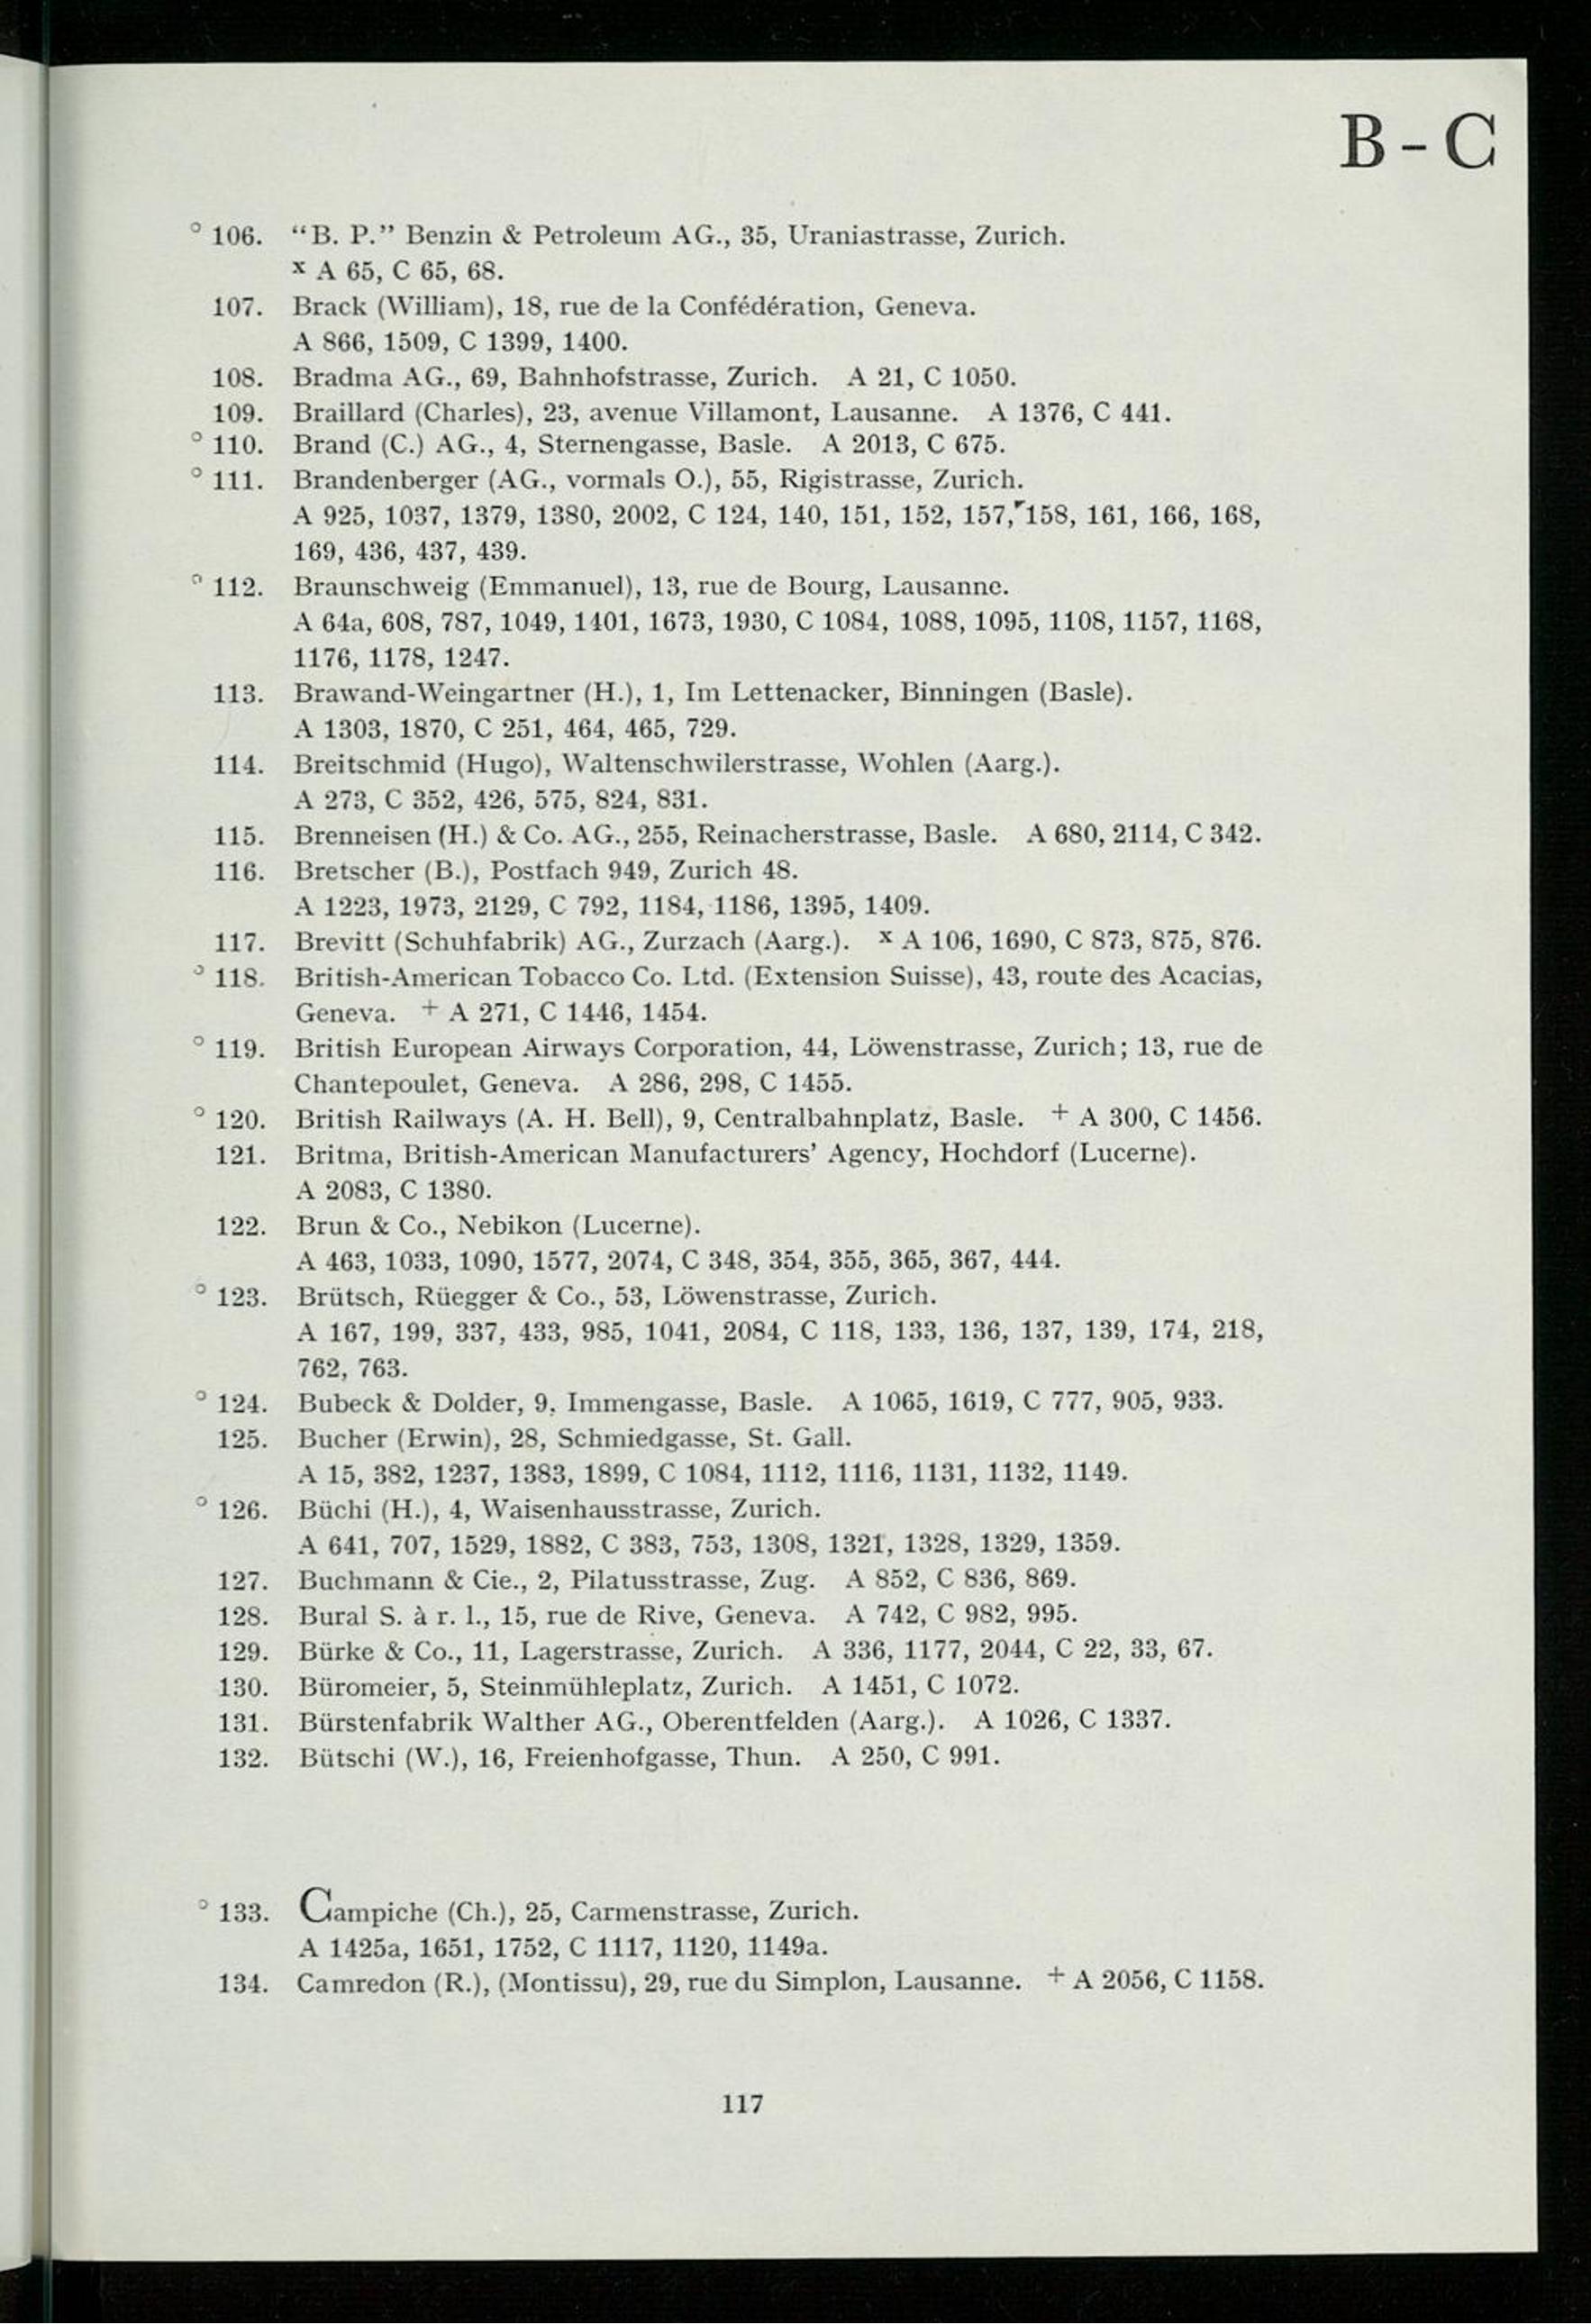 B - C
° 106. “B. P.” Benzin & Petroleum AG., 35, Uraniastrasse, Zurich.
x A 65, C 65, 68.
107. Brack (William), 18, rue de la Confédération, Geneva.
A 866, 1509, C 1399, 1400.
108. Bradma AG., 69, Bahnhofstrasse, Zurich. A 21, C 1050.
109. Braillard (Charles), 23, avenue Villamont, Lausanne. A 1376, C 441.
° 110. Brand (C.) AG., 4, Sternengasse, Basle. A 2013, C 675.
° 111. Brandenberger (AG., vormals O.), 55, Rigistrasse, Zurich.
A 925, 1037, 1379, 1380, 2002, C 124, 140, 151, 152, 157, 158, 161, 166, 168,
169, 436, 437, 439.
° 112. Braunschweig (Emmanuel), 13, rue de Bourg, Lausanne.
A 64a, 608, 787, 1049, 1401, 1673, 1930, C 1084, 1088, 1095, 1108, 1157, 1168,
1176, 1178, 1247.
113. Brawand-Weingartner (H.), 1, Im Lettenacker, Binningen (Basle).
A 1303, 1870, C 251, 464, 465, 729.
114. Breitschmid (Hugo), Waltenschwilerstrasse, Wohlen (Aarg.).
A 273, C 352, 426, 575, 824, 831.
115. Brenneisen (H.) & Co. AG., 255, Reinacherstrasse, Basle. A 680, 2114, C 342.
116. Bretscher (B.), Postfach 949, Zurich 48.
A 1223, 1973, 2129, C 792, 1184, 1186, 1395, 1409.
117. Brevitt (Schuhfabrik) AG., Zurzach (Aarg.). x A 106, 1690, C 873, 875, 876.
° 118. British-American Tobacco Co. Ltd. (Extension Suisse), 43, route des Acacias,
Geneva. + A 271, C 1446, 1454.
° 119. British European Airways Corporation, 44, Löwenstrasse, Zurich; 13, rue de
Chantepoulet, Geneva. A 286, 298, C 1455.
° 120. British Railways (A. H. Bell), 9, Centralbahnplatz, Basle. + A 300, C 1456.
121. Britma, British-American Manufacturers’ Agency, Hochdorf (Lucerne).
A 2083, C 1380.
122. Brun & Co., Nebikon (Lucerne).
A 463, 1033, 1090, 1577, 2074, C 348, 354, 355, 365, 367, 444.
° 123. Brütsch, Rüegger & Co., 53, Löwenstrasse, Zurich.
A 167, 199, 337, 433, 985, 1041, 2084, C 118, 133, 136, 137, 139, 174, 218,
762, 763.
° 124. Bubeck & Dolder, 9, Immengasse, Basle. A 1065, 1619, C 777, 905, 933.
125. Bucher (Erwin), 28, Schmiedgasse, St. Gall.
A 15, 382, 1237, 1383, 1899, C 1084, 1112, 1116, 1131, 1132, 1149.
° 126. Büchi (H.), 4, Waisenhausstrasse, Zurich.
A 641, 707, 1529, 1882, C 383, 753, 1308, 1321, 1328, 1329, 1359.
127. Buchmann & Cie., 2, Pilatusstrasse, Zug. A 852, C 836, 869.
128. Bural S. à r. l., 15, rue de Rive, Geneva. A 742, C 982, 995.
129. Bürke & Co., 11, Lagerstrasse, Zurich. A 336, 1177, 2044, C 22, 33, 67.
130. Büromeier, 5, Steinmühleplatz, Zurich. A 1451, C 1072.
131. Bürstenfabrik Walther AG., Oberentfelden (Aarg.). A 1026, C 1337.
132. Bütschi (W.), 16, Freienhofgasse, Thun. A 250, C 991.
° 133. Campiche (Ch.), 25, Carmenstrasse, Zurich.
A 1425a, 1651, 1752, C 1117, 1120, 1149a.
134. Camredon (R.), (Montissu), 29, rue du Simplon, Lausanne. + A 2056, C 1158.
117